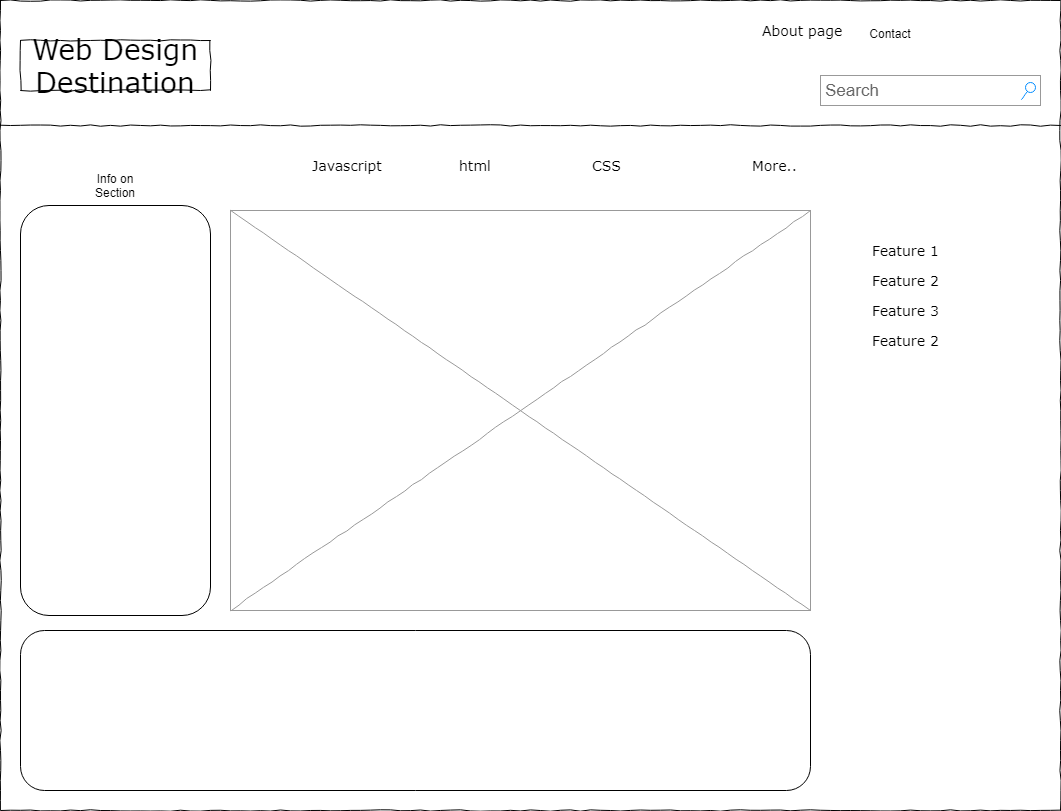 Web Design
Destination
About page
Contact
Search
Javascript
html
CSS
More..
Info on
Section
Feature 1
Feature 2
Feature 3
Feature 2